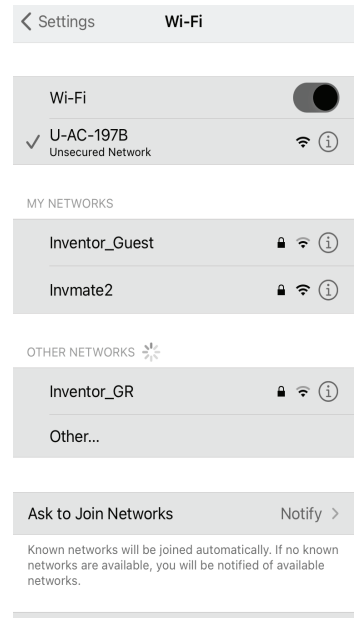 Settings Wi-Fi
Wi-Fi
U-AC-197B
Unsecured Network
MY NETWORKS
Inventor_Guest
Invmate2
OTHER NETWORKS
Inventor_GR
Other...
Ask to Join Networks Notify
Known networks will be joined automatically. If no known
networks are available, you will be notified of available
networks.